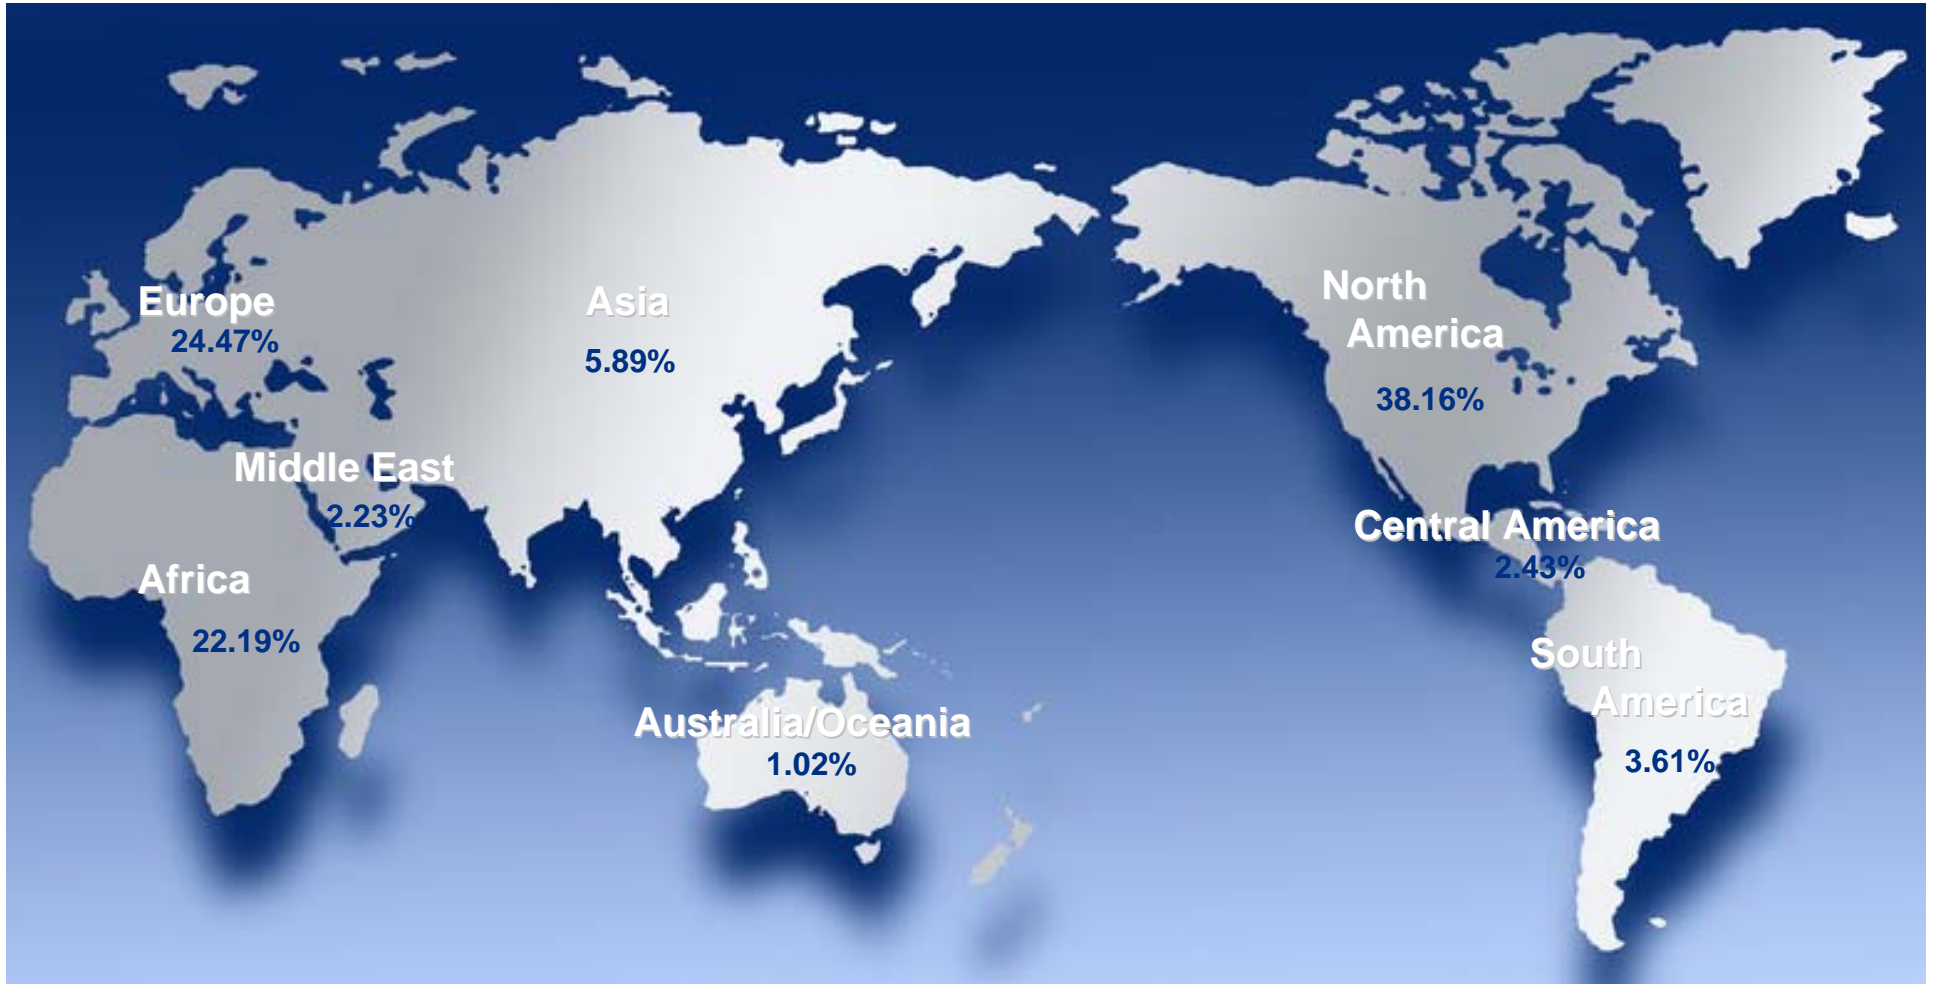 Europe
24.47%
Asia
5.89%
North
America
38.16%
Middle East
2.23%
Central America
2.43%
Africa
22.19%
South
America
3.61%
Australia/Oceania
1.02%